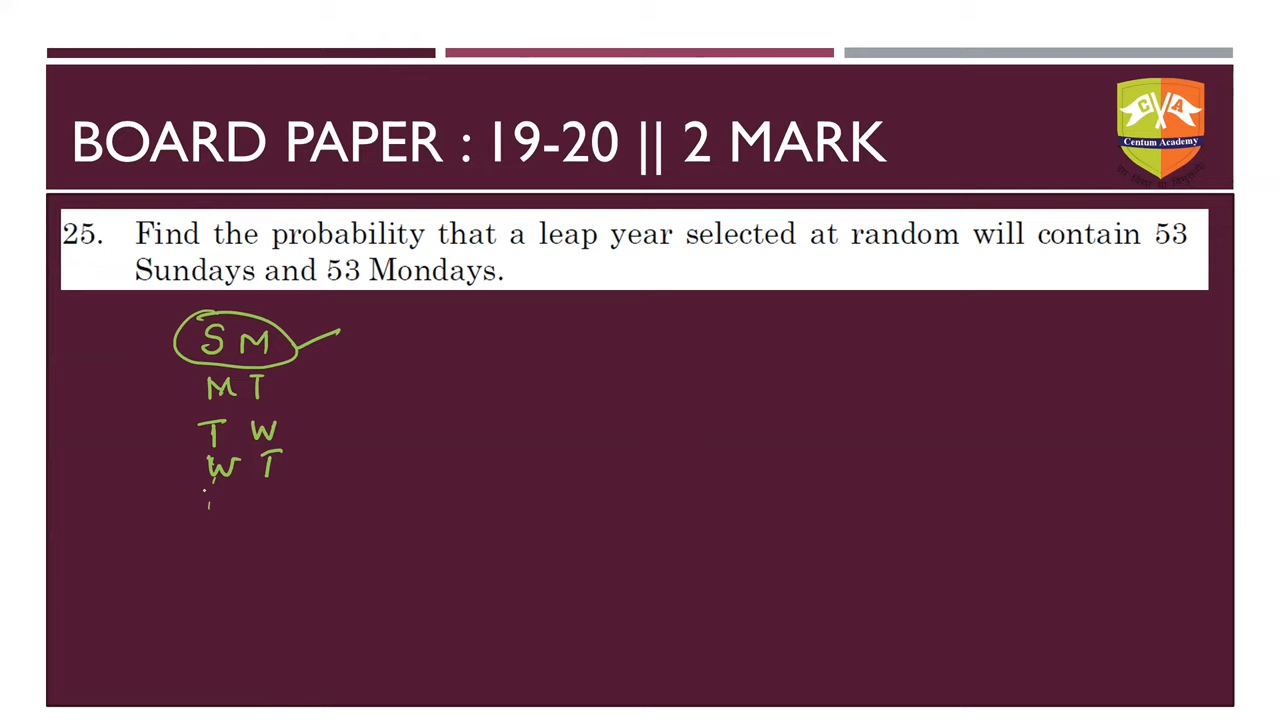 BOARD PAPER : 19-20 || 2 MARK
C A
Centum Academy
25. Find the probability that a leap year selected at random will contain 53
Sundays and 53 Mondays.
S M
M T
T W
W T